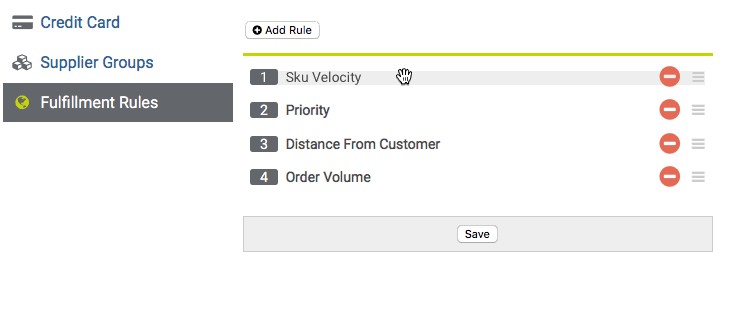 Credit Card
Supplier Groups
Fulfillment Rules
Add Rule
1 Sku Velocity
2 Priority
3 Distance From Customer
4 Order Volume
Save